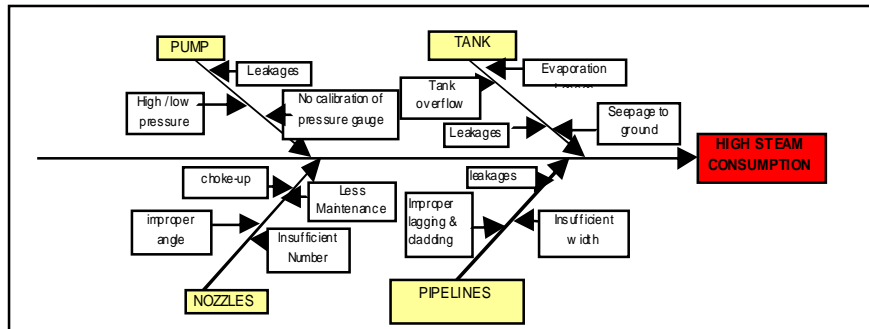 PUMP
TANK
Leakages
Evaporation
High / low
pressure
No calibration of
pressure gauge
Tank
overflow
Leakages
Seepage to
ground
HIGH STEAM
CONSUMPTION
choke-up
Less
Maintenance
leakages
improper
angle
Insufficient
Number
Improper
lagging &
cladding
Insufficient
width
NOZZLES
PIPELINES